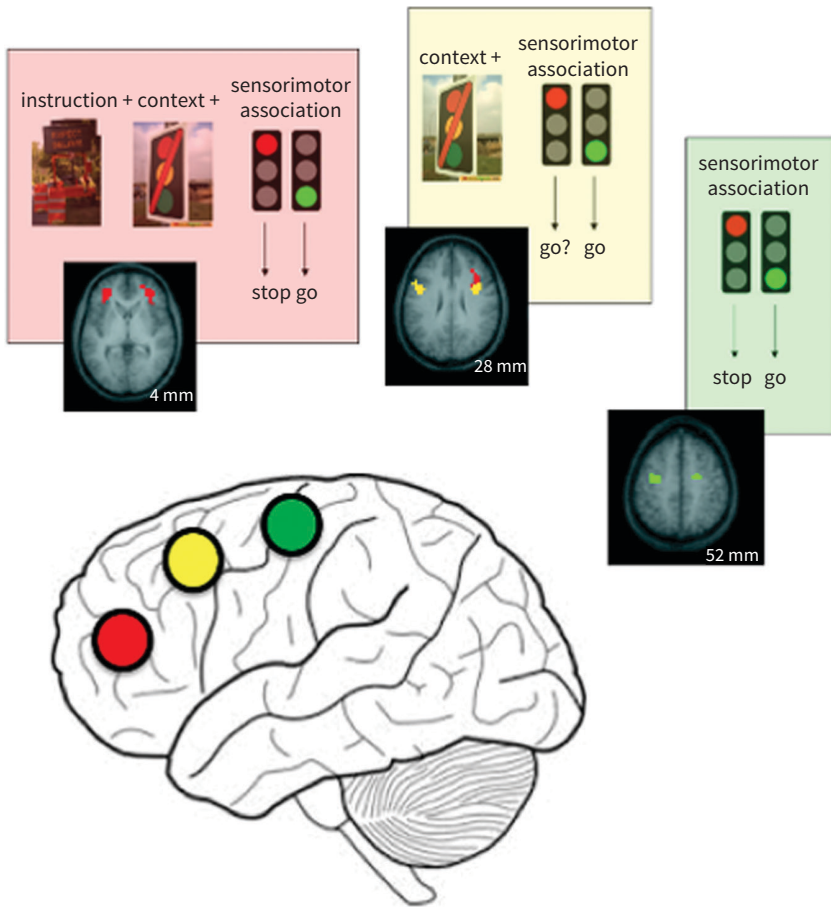 instruction + context +
sensorimotor
association
stop go
4 mm
context +
sensorimotor
association
go? go
28 mm
sensorimotor
association
stop go
52 mm